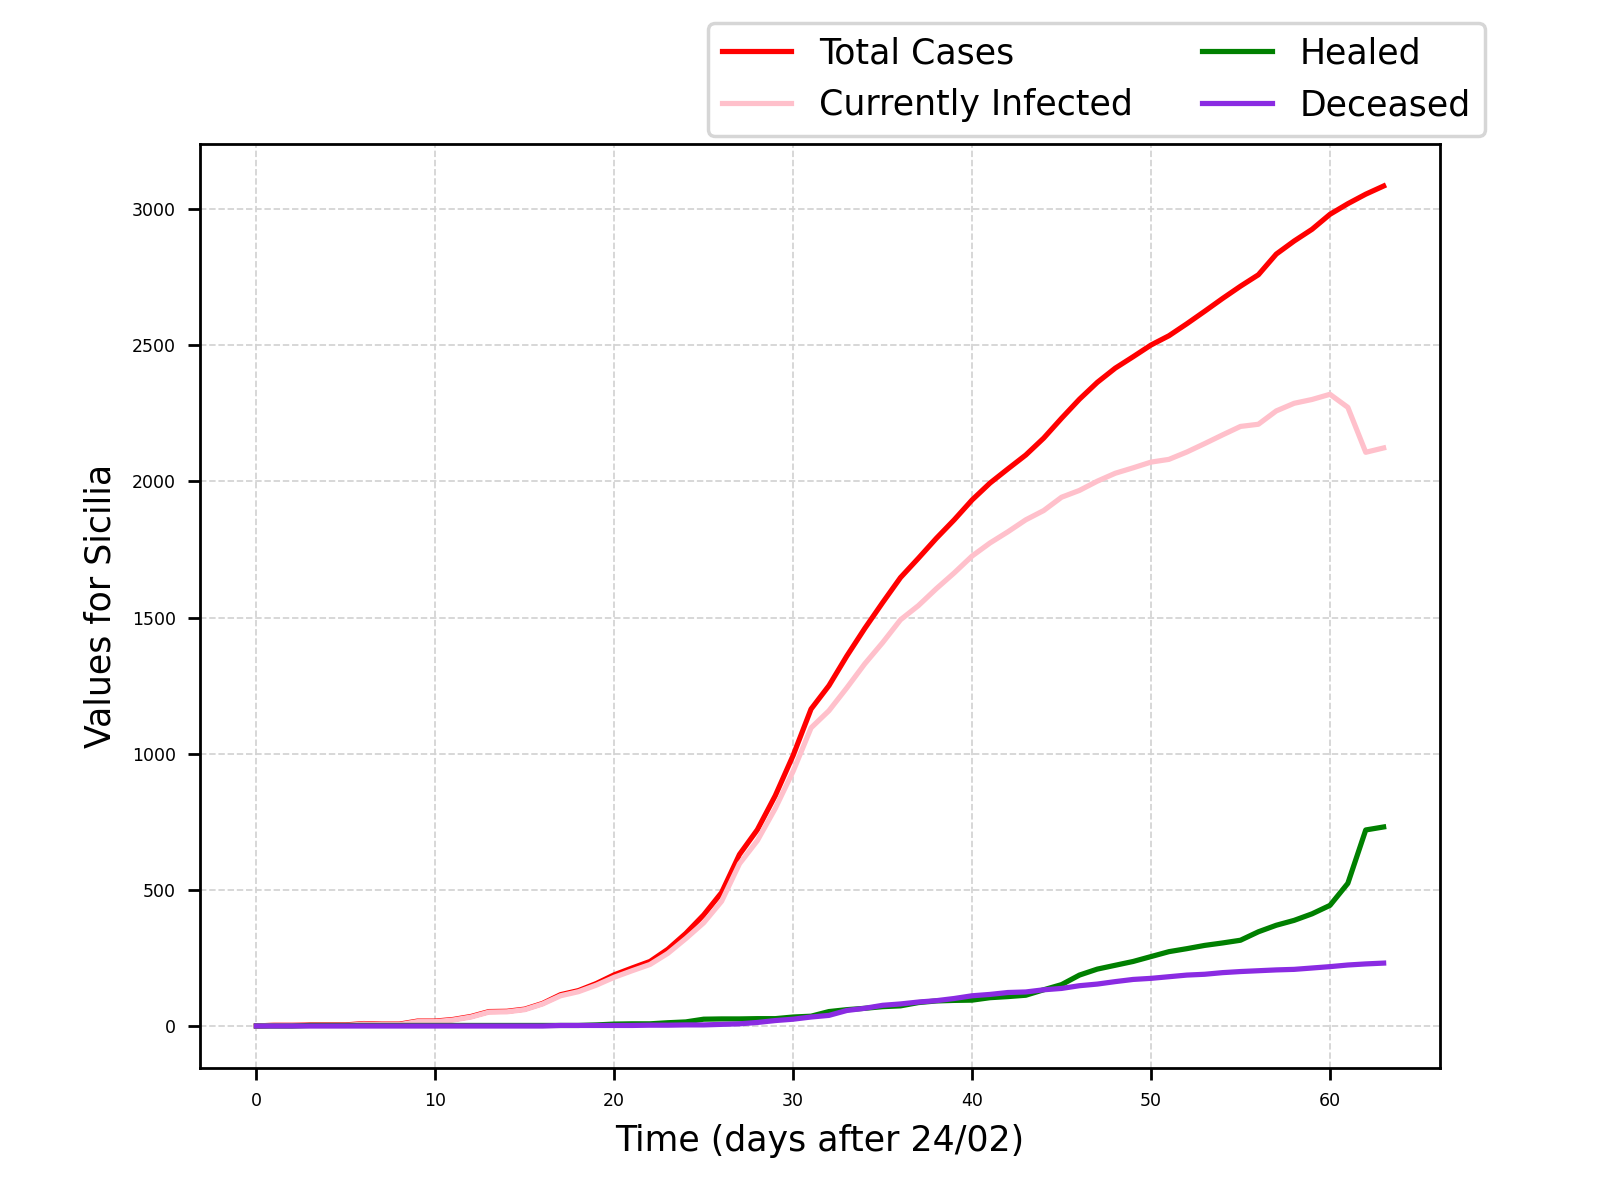 Total Cases
Currently Infected
Healed
Deceased
3000
2500
2000
1500
1000
500
0
Values for Sicilia
0 10 20 30 40 50 60
Time (days after 24/02)